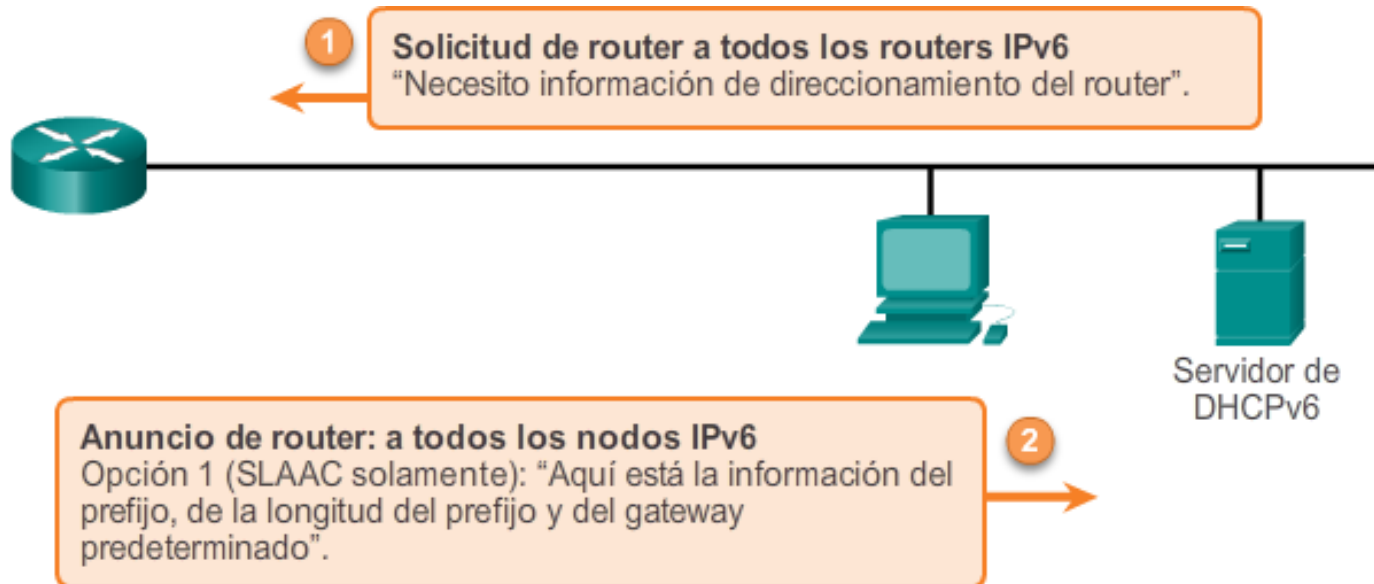 1
Solicitud de router a todos los routers IPv6
“Necesito información de direccionamiento del router”.
Servidor de
DHCPv6
Anuncio de router: a todos los nodos IPv6
Opción 1 (SLAAC solamente): “Aquí está la información del
prefijo, de la longitud del prefijo y del gateway
predeterminado”.
2